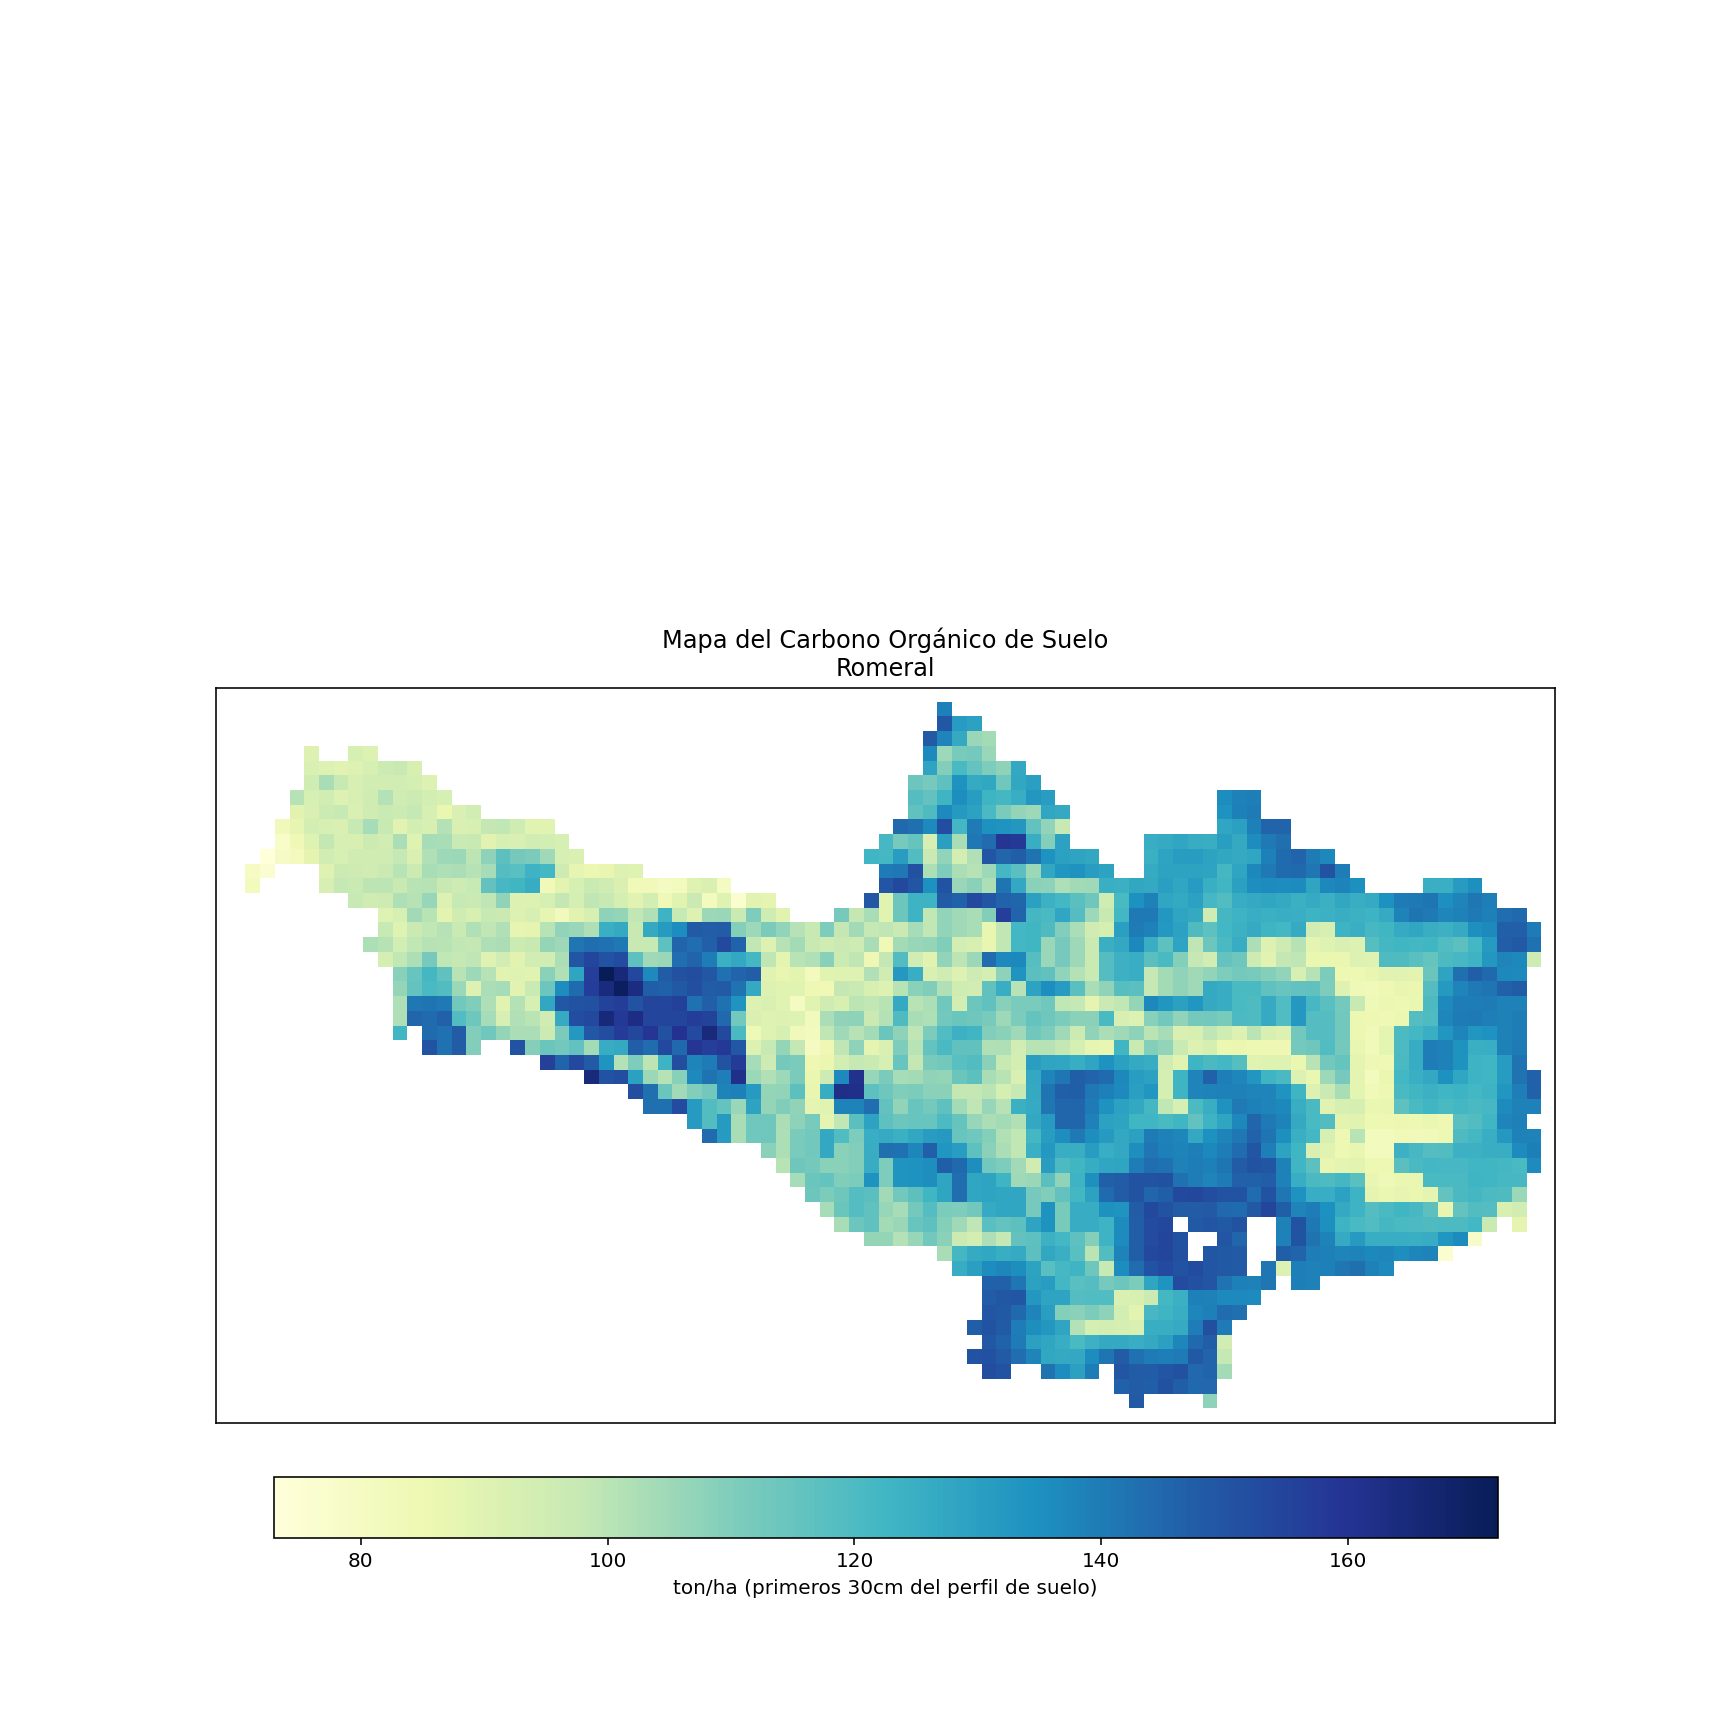 Mapa del Carbono Orgánico de Suelo
Romeral
80 100 120 140 160
ton/ha (primeros 30cm del perfil de suelo)